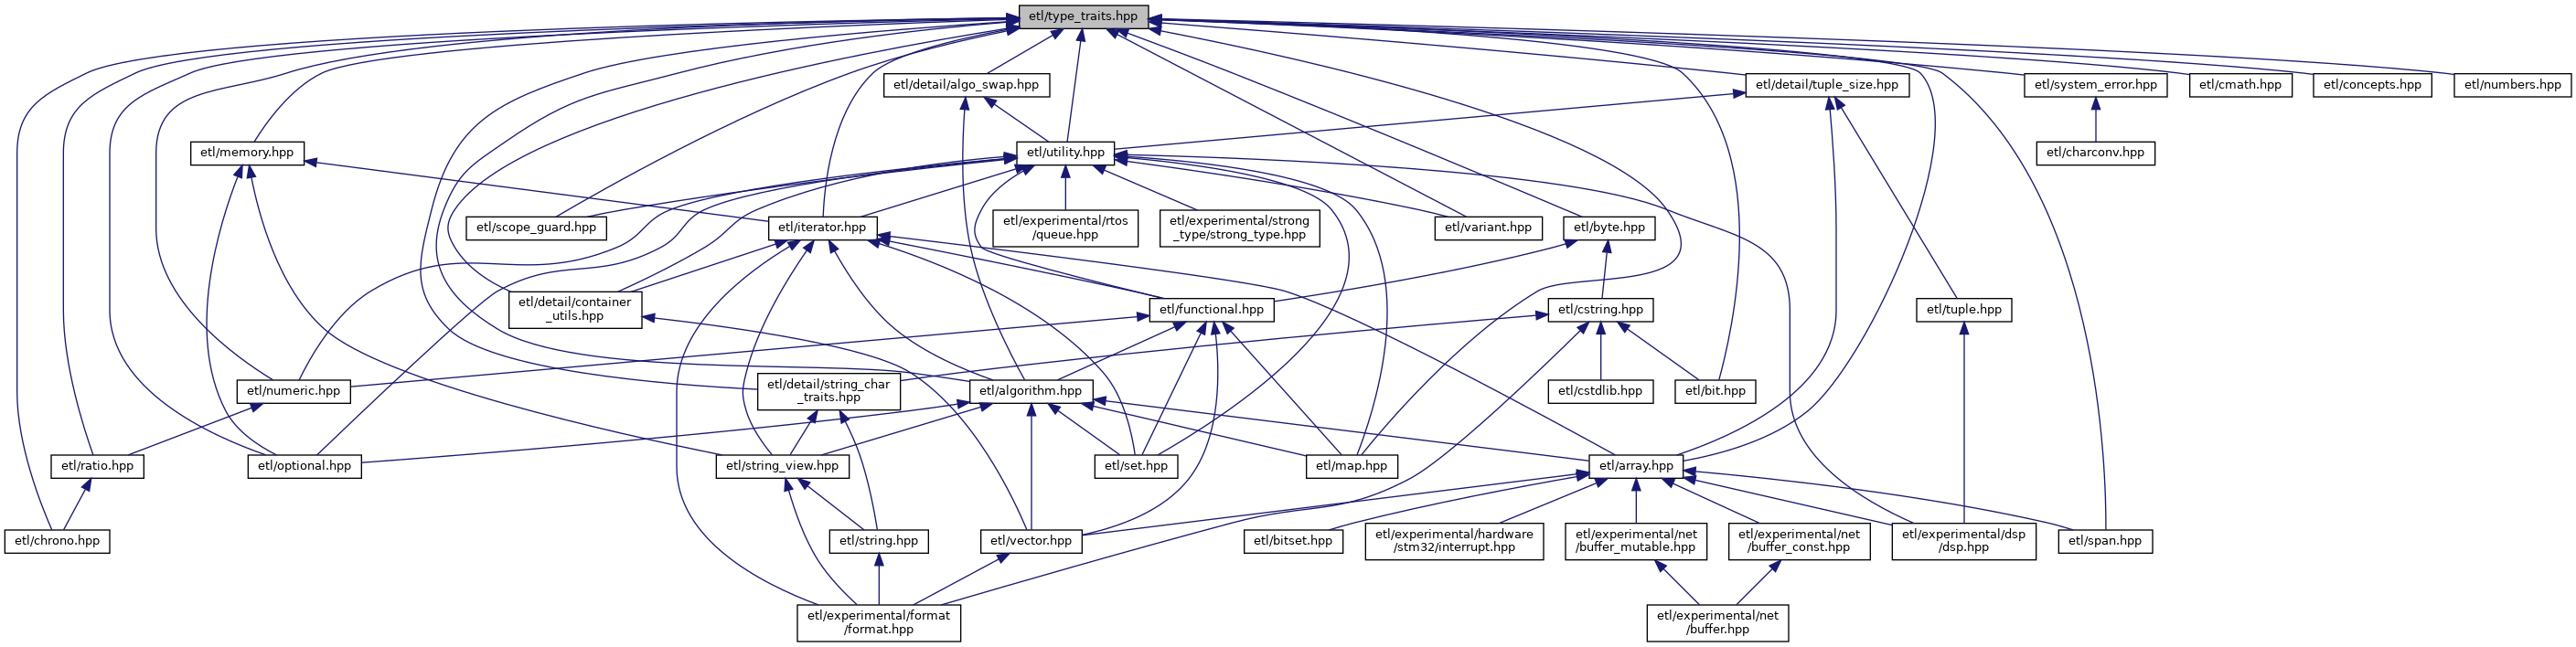 etl/type_traits.hpp
etl/detail/algo_swap.hpp
etl/detail/tuple_size.hpp
etl/system_error.hpp
etl/cmath.hpp
etl/concepts.hpp
etl/numbers.hpp
etl/memory.hpp
etl/utility.hpp
etl/charconv.hpp
etl/scope_guard.hpp
etl/iterator.hpp
etl/experimental/rtos
/queue.hpp
etl/experimental/strong
_type/strong_type.hpp
etl/variant.hpp
etl/byte.hpp
etl/detail/container
_utils.hpp
etl/functional.hpp
etl/cstring.hpp
etl/tuple.hpp
etl/numeric.hpp
etl/detail/string_char
_traits.hpp
etl/algorithm.hpp
etl/cstdlib.hpp
etl/bit.hpp
etl/ratio.hpp
etl/optional.hpp
etl/string_view.hpp
etl/set.hpp
etl/map.hpp
etl/array.hpp
etl/chrono.hpp
etl/string.hpp
etl/vector.hpp
etl/bitset.hpp
etl/experimental/hardware
/stm32/interrupt.hpp
etl/experimental/net
/buffer_mutable.hpp
etl/experimental/net
/buffer_const.hpp
etl/experimental/dsp
/dsp.hpp
etl/span.hpp
etl/experimental/format
/format.hpp
etl/experimental/net
/buffer.hpp